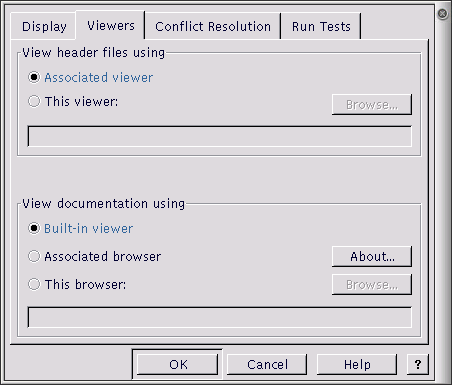 Display Viewers Conflict Resolution Run Tests
View header files using
Associated viewer
This viewer: Browse...
View documentation using
Built-in viewer
Associated browser About...
This browser: Browse...
OK Cancel Help ?